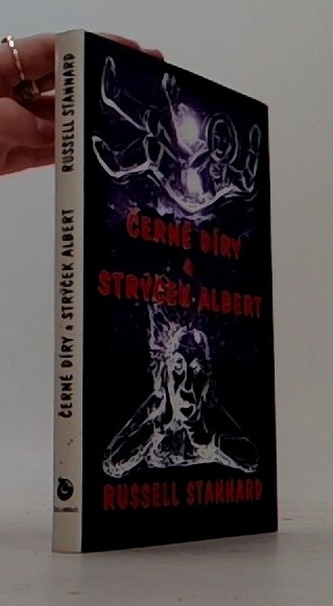 ČERNÉ DÍRY
&
STRÝČEK ALBERT
RUSSELL STANNARD
ČERNÉ DÍRY & STRÝČEK ALBERT RUSSELL STANNARD